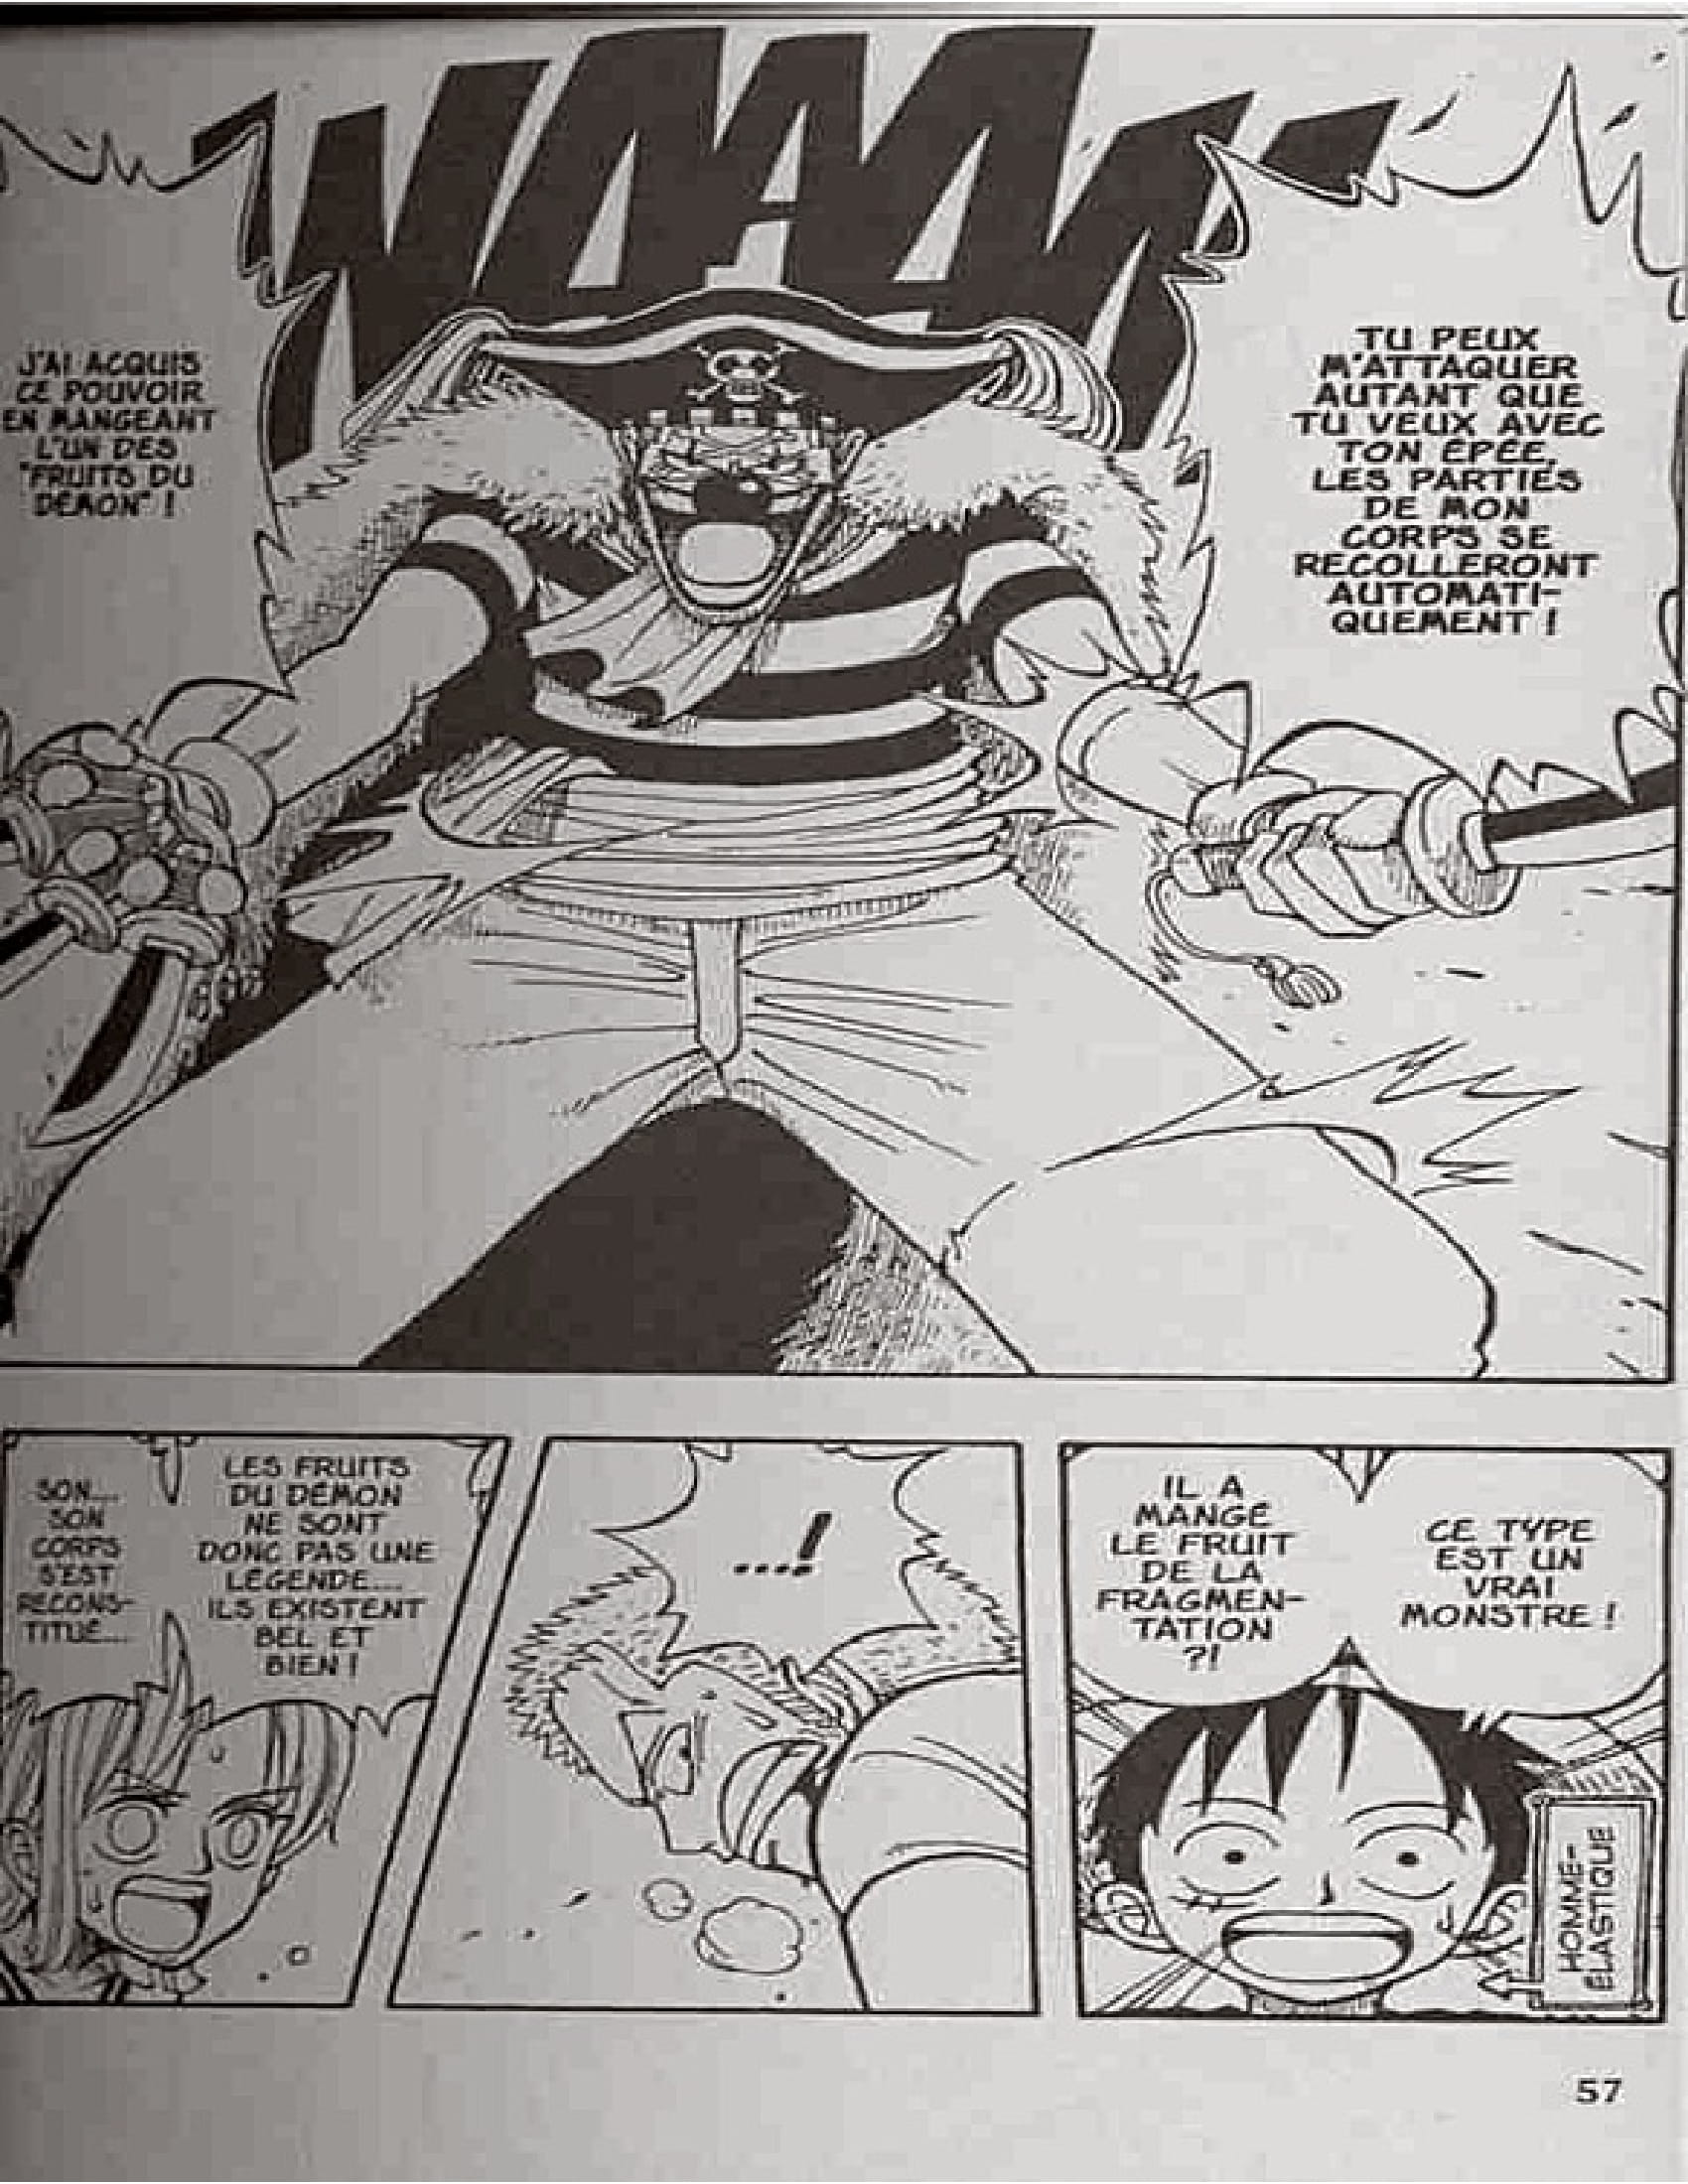 TU PEUX
M'ATTAQUER
AUTANT QUE
TU VEUX AVEC
TON ÉPÉE,
LES PARTIES
DE MON
CORPS SE
RECOLLERONT
AUTOMATI-
QUEMENT !
J'AI ACQUIS
CE POUVOIR
EN MANGEANT
L'UN DES
"FRUITS DU
DÉMON" !
CE TYPE
EST UN
VRAI
MONSTRE !
IL A
MANGÉ
LE FRUIT
DE LA
FRAGMEN-
TATION
?!
HOMME-
ÉLASTIQUE
...!
LES FRUITS
DU DÉMON
NE SONT
DONC PAS UNE
LÉGENDE...
ILS EXISTENT
BEL ET
BIEN !
SON...
SON
CORPS
S'EST
RECONS-
TITUÉ...
57